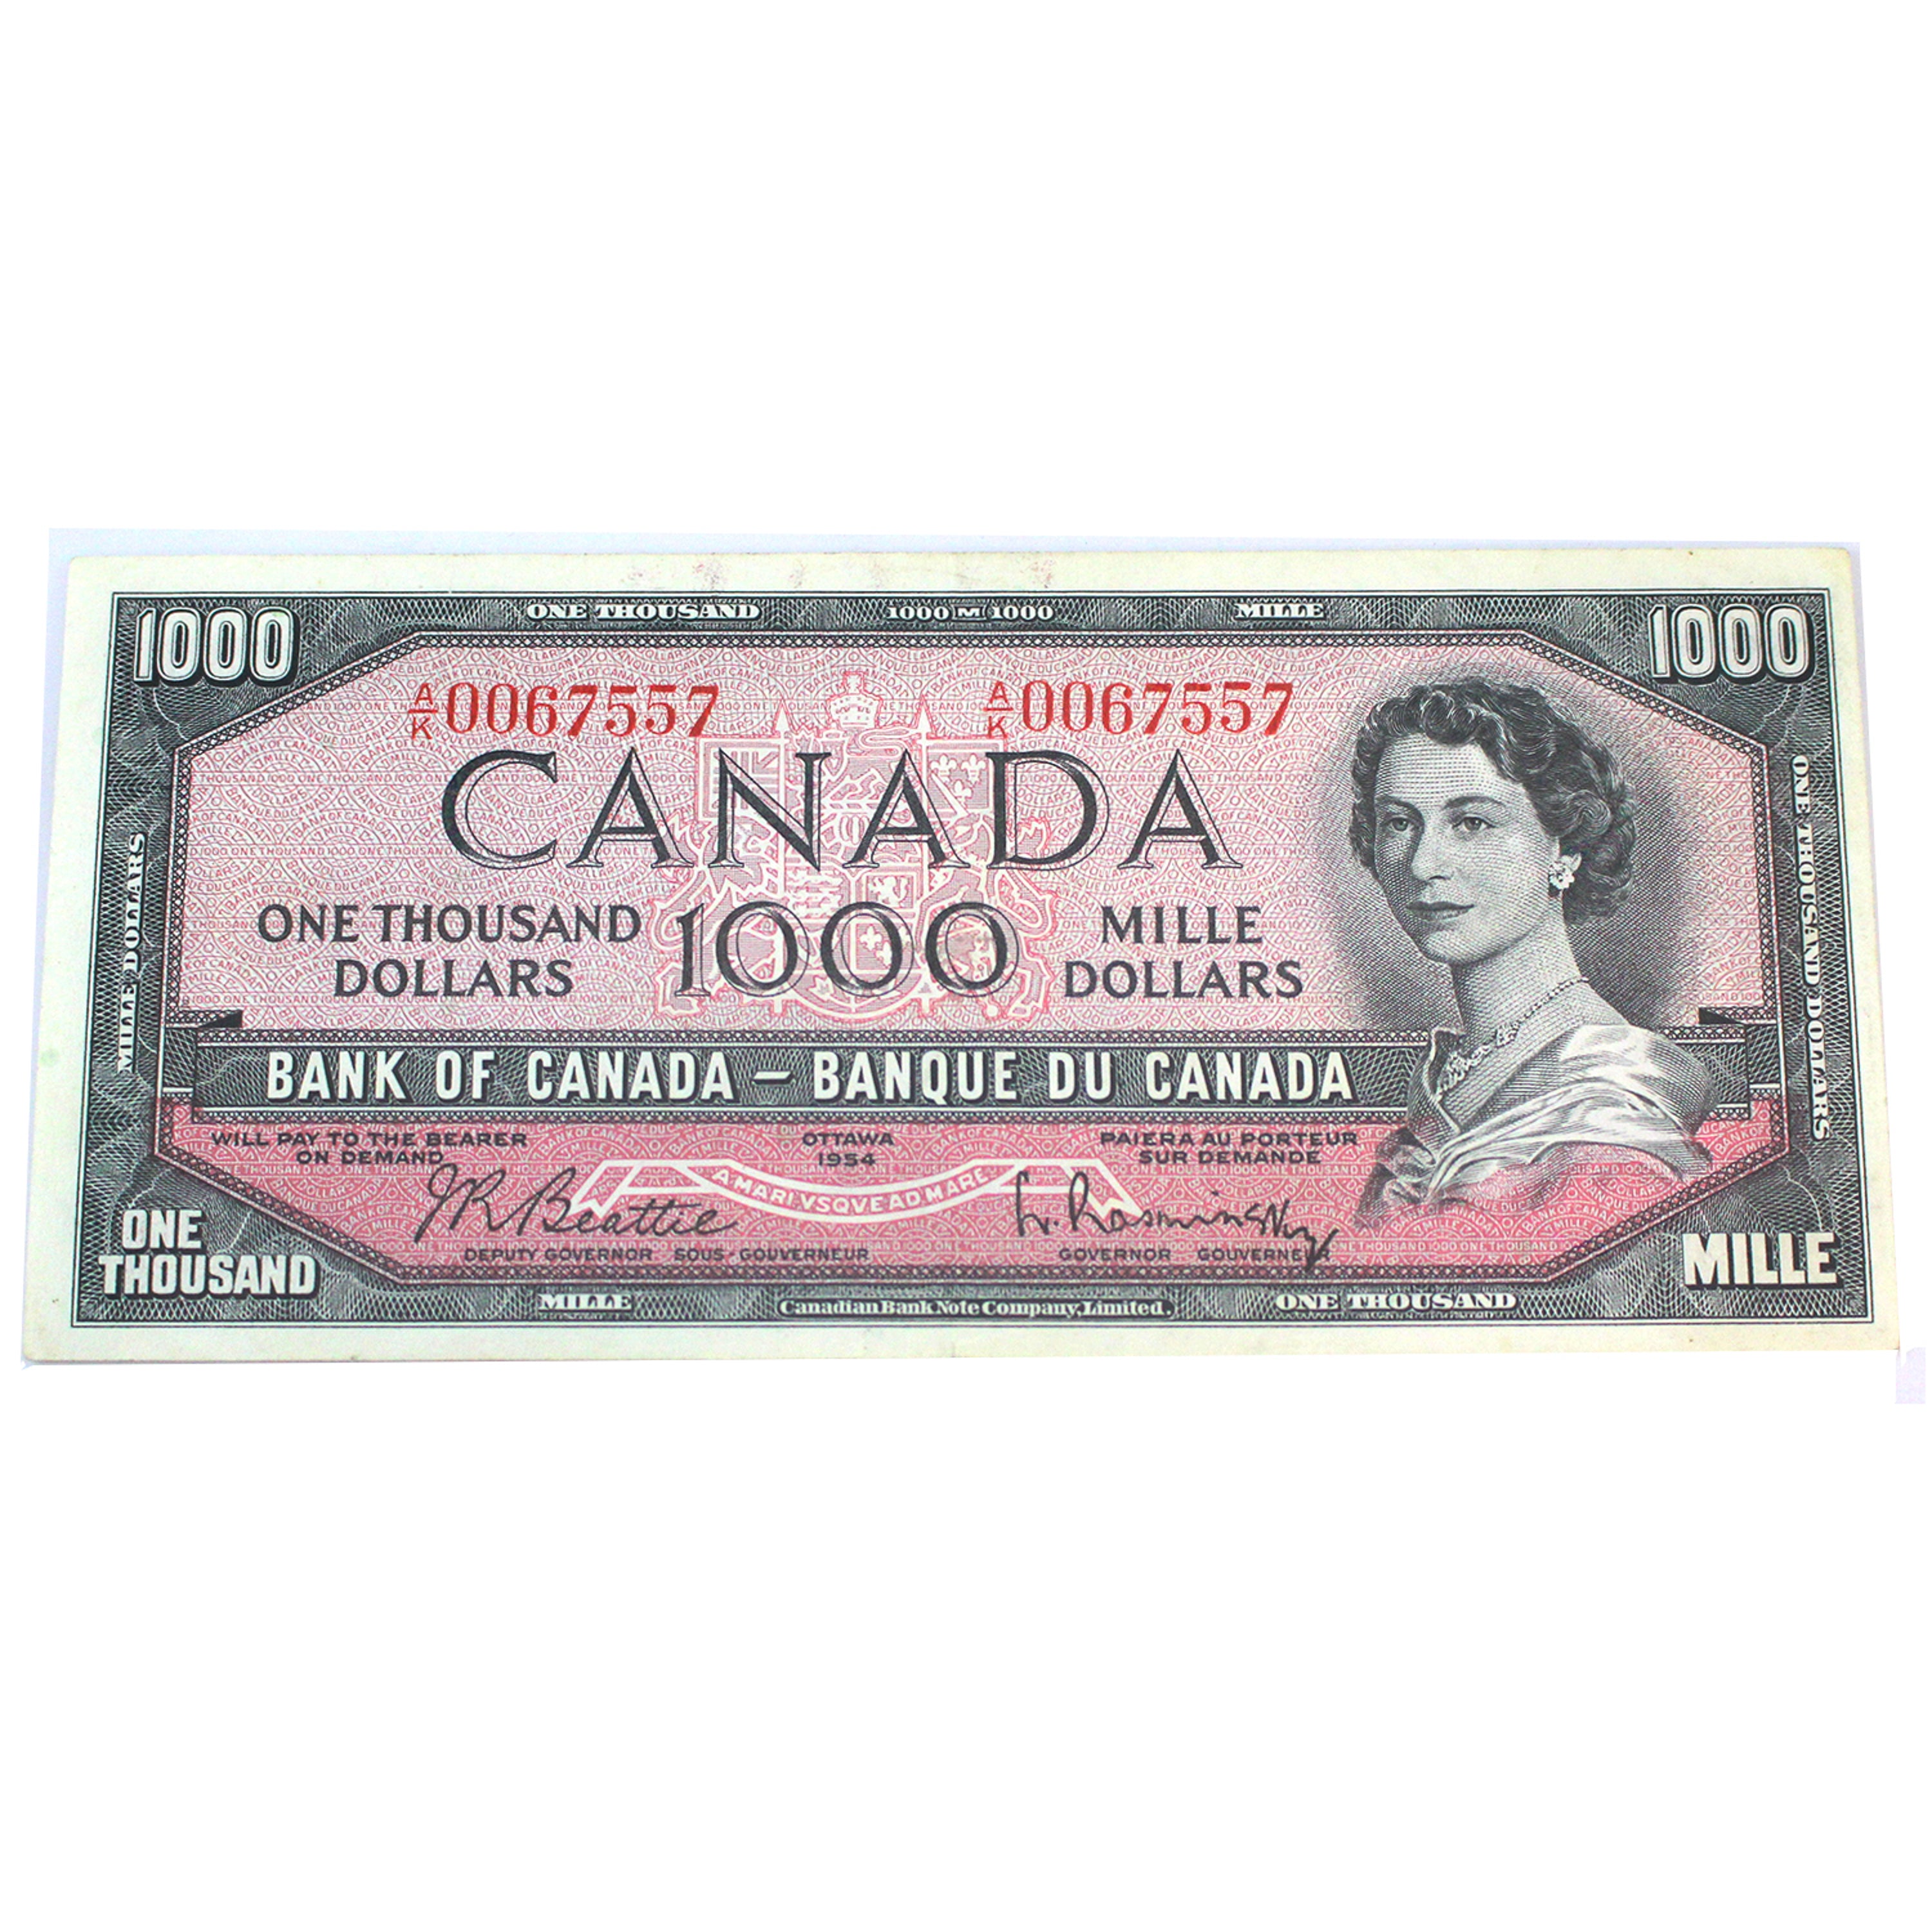 1000 ONE THOUSAND 1000 M 1000 MILLE 1000
A/K 0067557 A/K 0067557
CANADA
ONE THOUSAND DOLLARS 1000 MILLE DOLLARS
MILLE DOLLARS
ONE THOUSAND DOLLARS
BANK OF CANADA – BANQUE DU CANADA
WILL PAY TO THE BEARER ON DEMAND
OTTAWA
1954
PAIERA AU PORTEUR SUR DEMANDE
A·MARI·VSQVE·AD·MARE
J.R. Beattie
L. Rasminsky
DEPUTY GOVERNOR SOUS-GOUVERNEUR
GOVERNOR GOUVERNEUR
ONE THOUSAND
MILLE
MILLE Canadian Bank Note Company, Limited. ONE THOUSAND